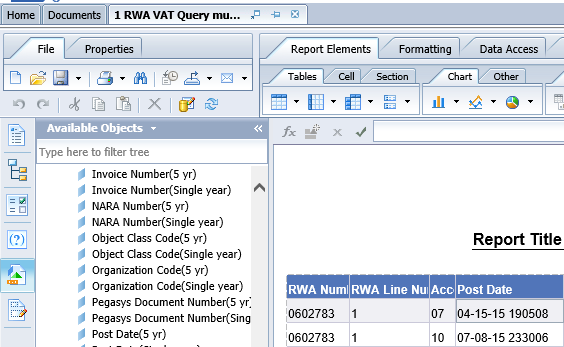 Home Documents 1 RWA VAT Query mu...
File Properties
Report Elements Formatting Data Access
Tables Cell Section Chart Other
Available Objects
Type here to filter tree
Invoice Number(5 yr)
Invoice Number(Single year)
NARA Number(5 yr)
NARA Number(Single year)
Object Class Code(5 yr)
Object Class Code(Single year)
Organization Code(5 yr)
Organization Code(Single year)
Pegasys Document Number(5 yr
Pegasys Document Number(Sing
Post Date(5 yr)
Report Title
RWA Num RWA Line Nu Acc Post Date
0602783 1 07 04-15-15 190508
0602783 1 10 07-08-15 233006